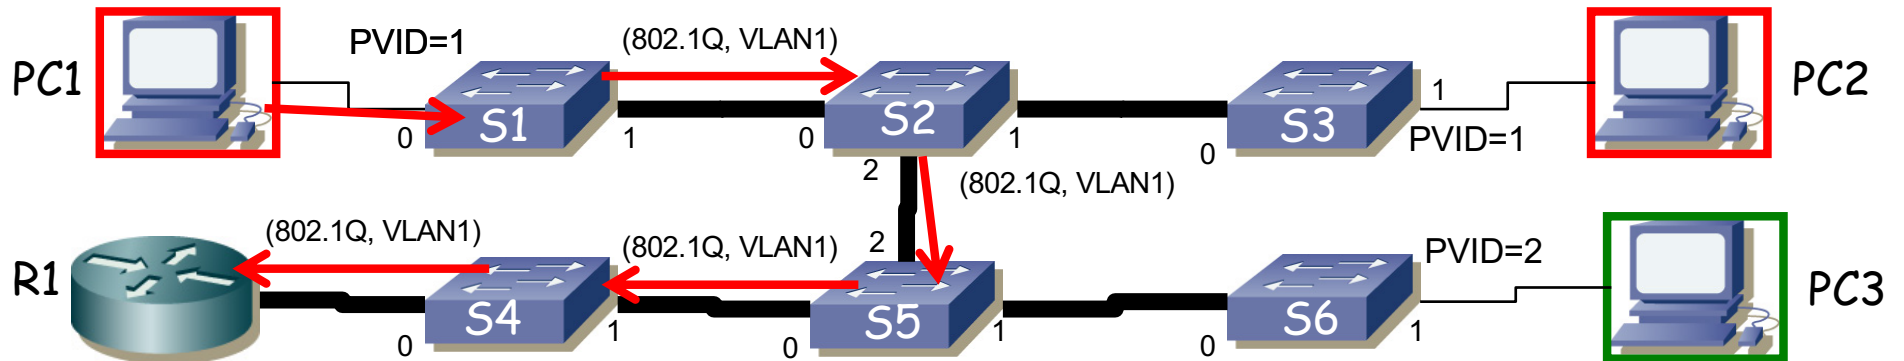 PVID=1
(802.1Q, VLAN1)
PC1
S1
S2
S3
1
PC2
0
1
0
1
0
PVID=1
2
(802.1Q, VLAN1)
(802.1Q, VLAN1)
(802.1Q, VLAN1)
2
PVID=2
R1
S4
S5
S6
PC3
0
1
0
1
0
1